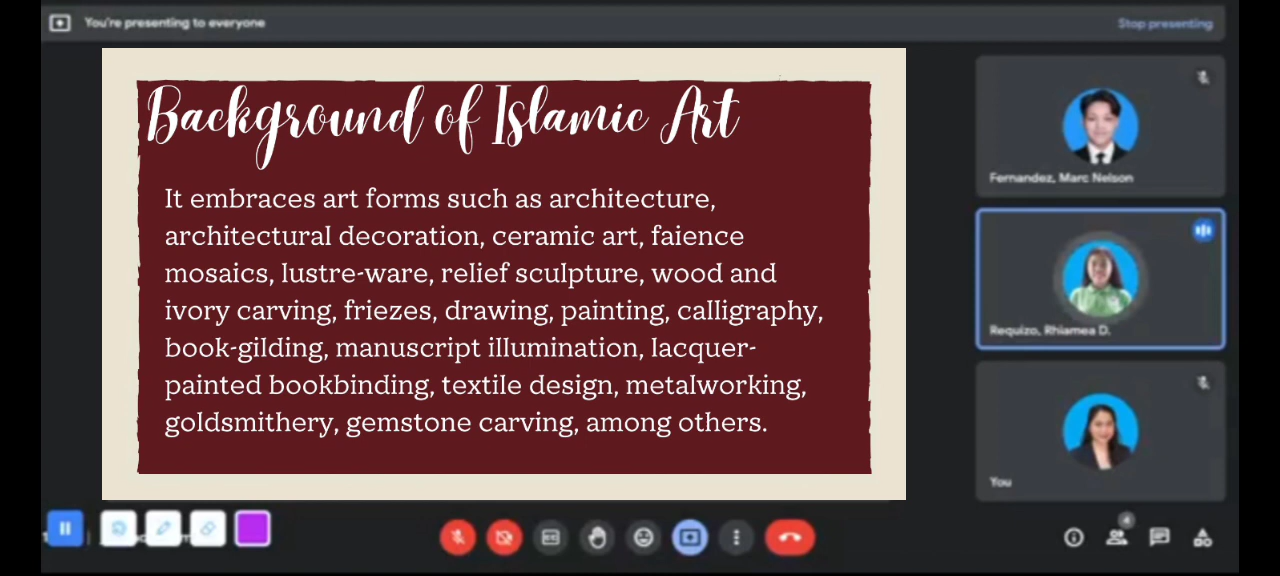 You're presenting to everyone
Stop presenting
Background of Islamic Art
It embraces art forms such as architecture,
architectural decoration, ceramic art, faience
mosaics, lustre-ware, relief sculpture, wood and
ivory carving, friezes, drawing, painting, calligraphy,
book-gilding, manuscript illumination, lacquer-
painted bookbinding, textile design, metalworking,
goldsmithery, gemstone carving, among others.
Fernandez, Marc Nelson
Requizo, Rhiamea D.
You
4